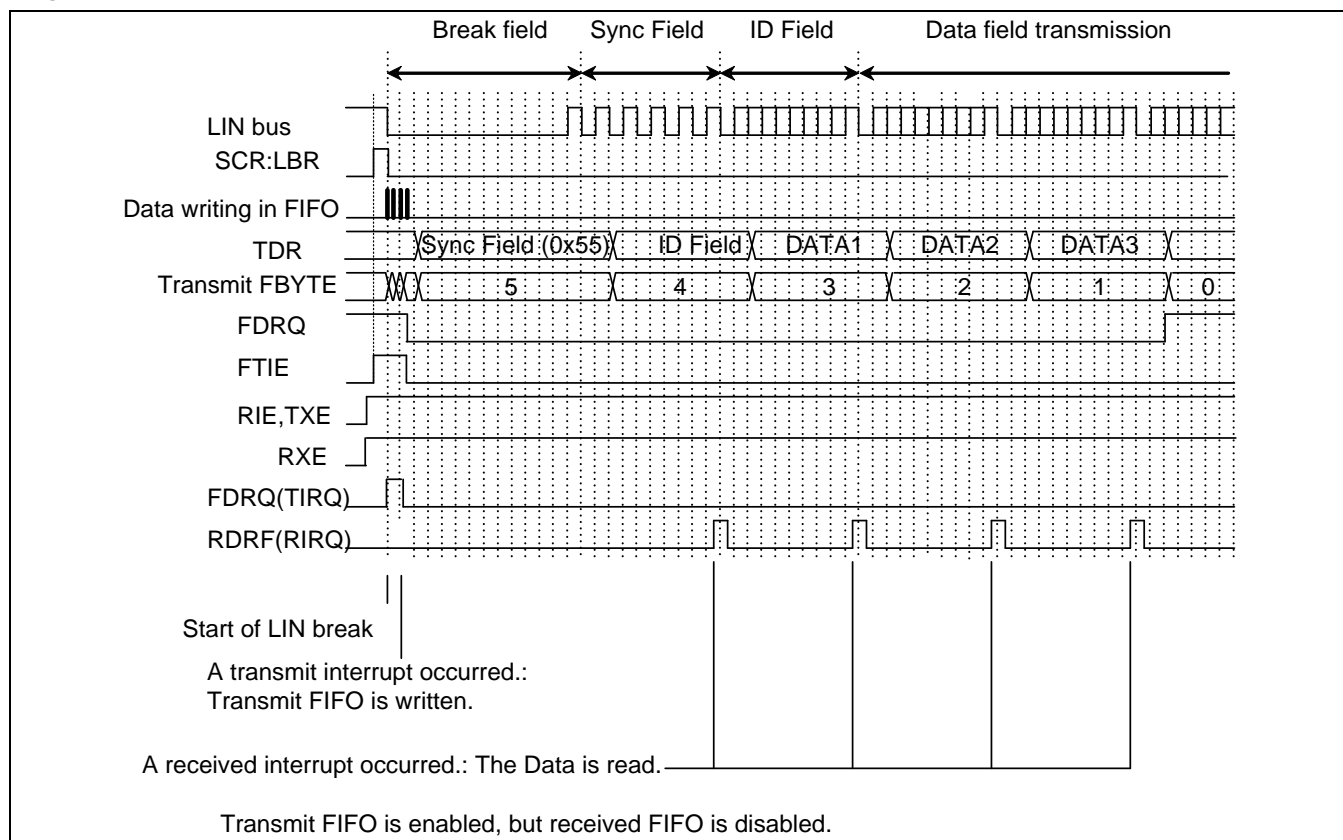 Break field Sync Field ID Field Data field transmission
LIN bus
SCR:LBR
Data writing in FIFO
TDR Sync Field (0x55) ID Field DATA1 DATA2 DATA3
Transmit FBYTE 5 4 3 2 1 0
FDRQ
FTIE
RIE,TXE
RXE
FDRQ(TIRQ)
RDRF(RIRQ)
Start of LIN break
A transmit interrupt occurred.:
Transmit FIFO is written.
A received interrupt occurred.: The Data is read.
Transmit FIFO is enabled, but received FIFO is disabled.